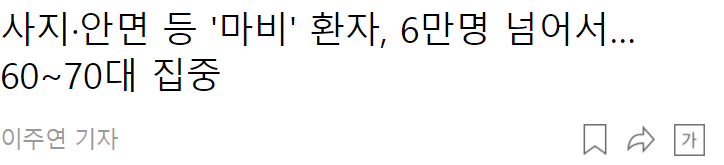 사지·안면 등 '마비' 환자, 6만명 넘어서…
60~70대 집중
이주연 기자
가